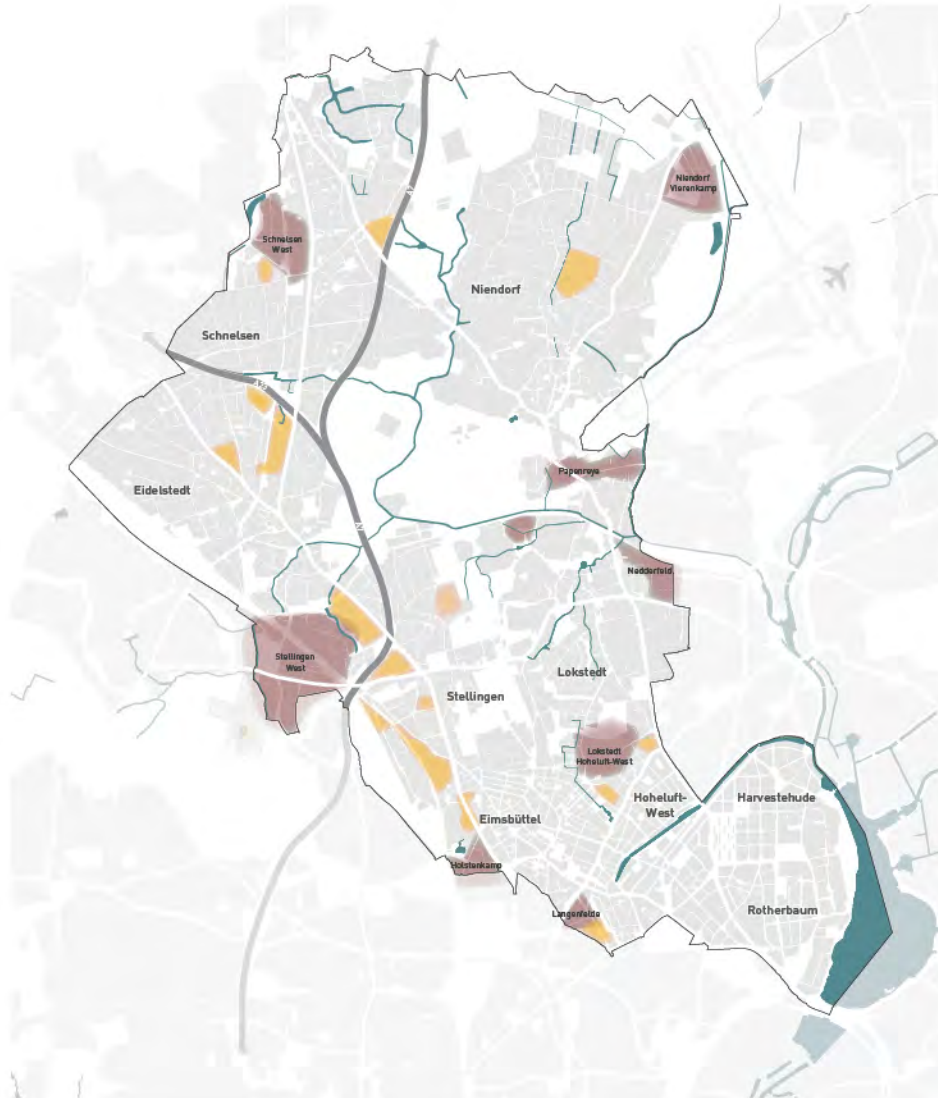 Niendorf
Vierenkamp
Schnelsen
West
Niendorf
Schnelsen
A23
Papenreye
Eidelstedt
Nedderfeld
Stellingen
West
Lokstedt
Stellingen
Lokstedt
Hoheluft-West
Hoheluft-
West
Harvestehude
Eimsbüttel
Holstenkamp
Langenfelde
Rotherbaum